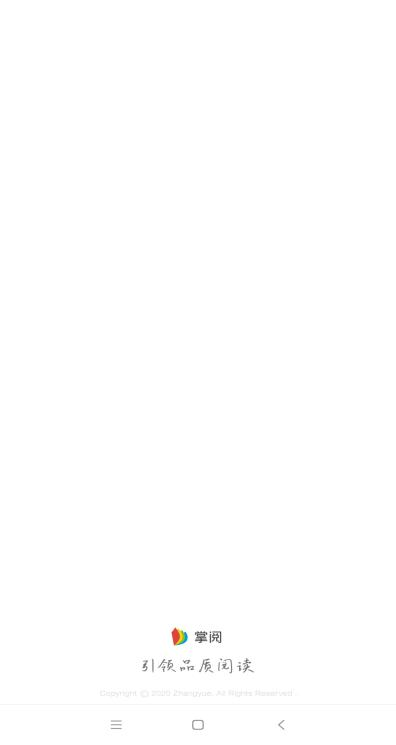 掌阅
引领品质阅读
Copyright © 2020 Zhangyue. All Rights Reserved .